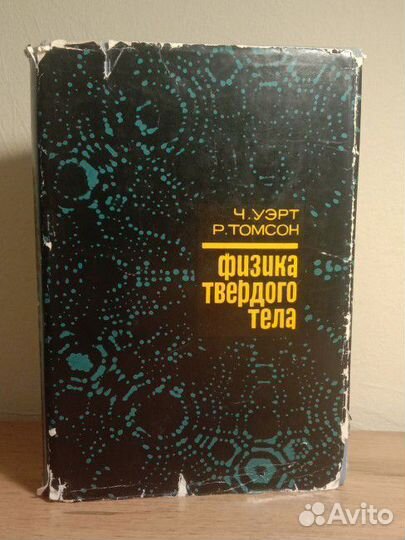 Ч. УЭРТ
Р. ТОМСОН
физика
твердого
тела
Avito